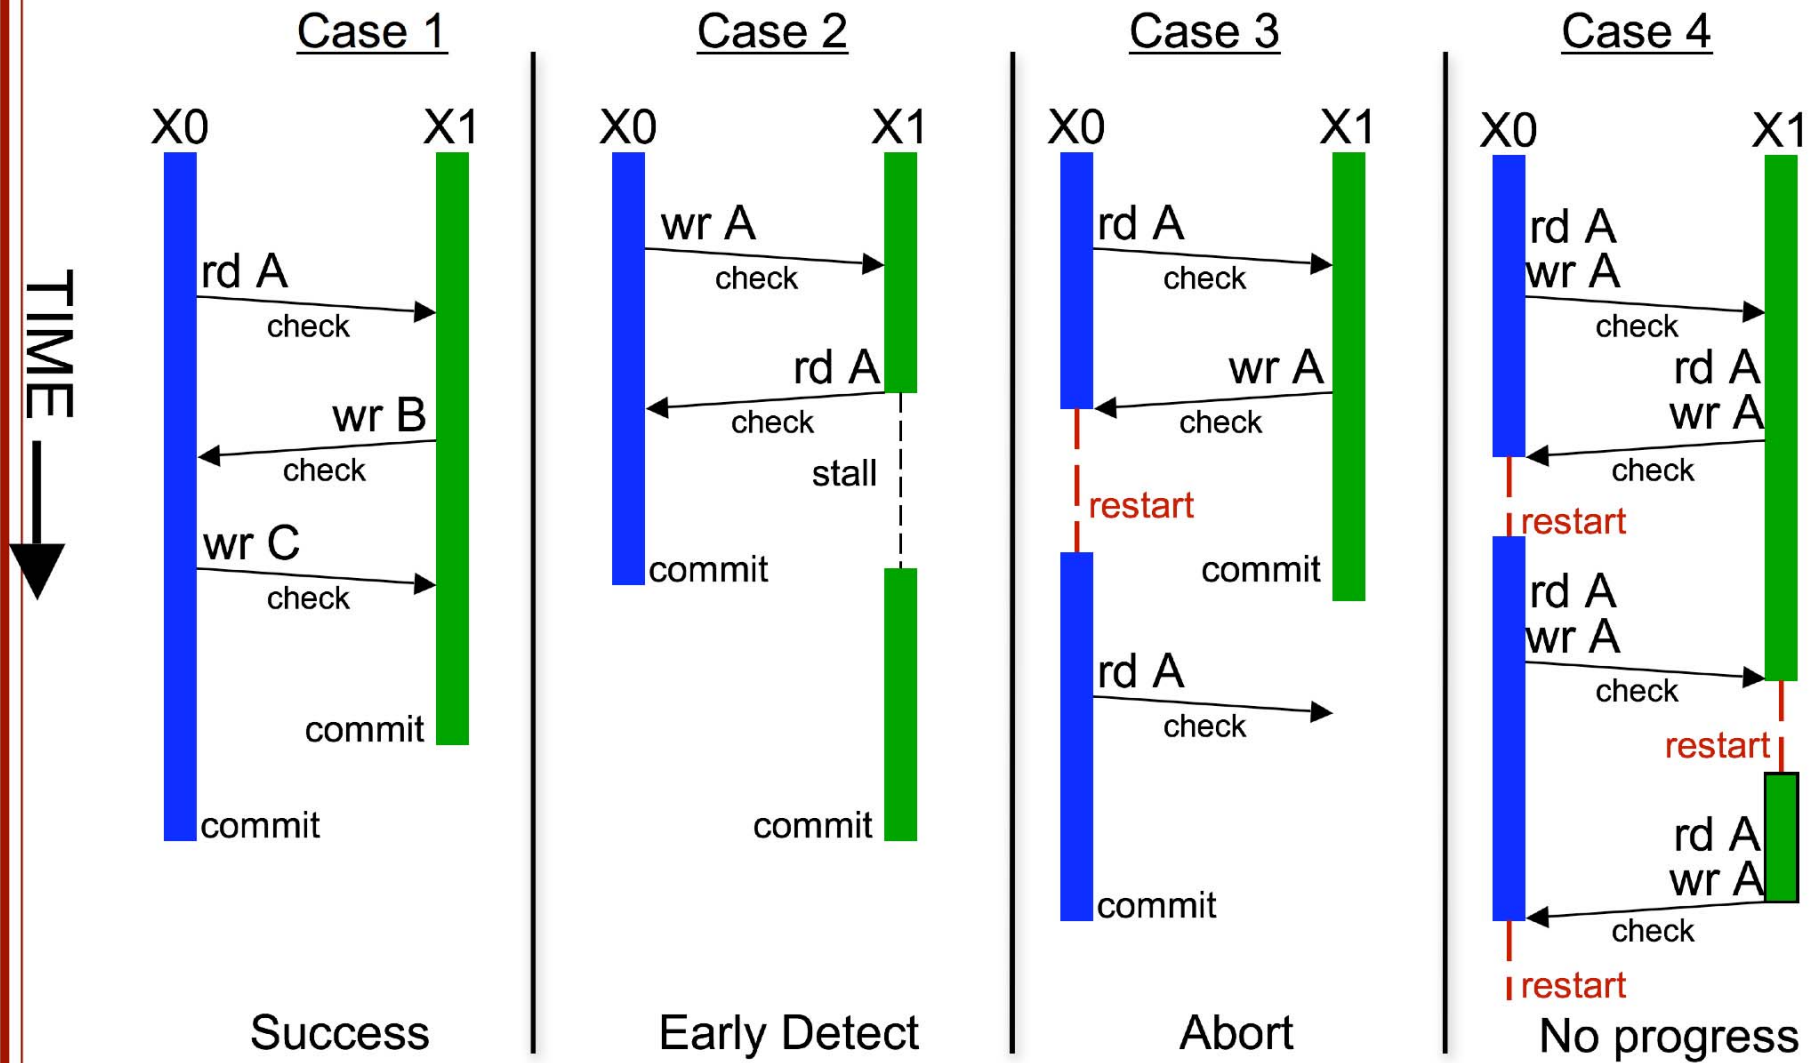 Case 1
Case 2
Case 3
Case 4
TIME
X0
X1
rd A
check
wr B
check
wr C
check
commit
commit
Success
X0
X1
wr A
check
rd A
check
stall
commit
commit
Early Detect
X0
X1
rd A
check
wr A
check
restart
commit
rd A
check
commit
Abort
X0
X1
rd A
wr A
check
rd A
wr A
check
restart
rd A
wr A
check
restart
rd A
wr A
check
restart
No progress